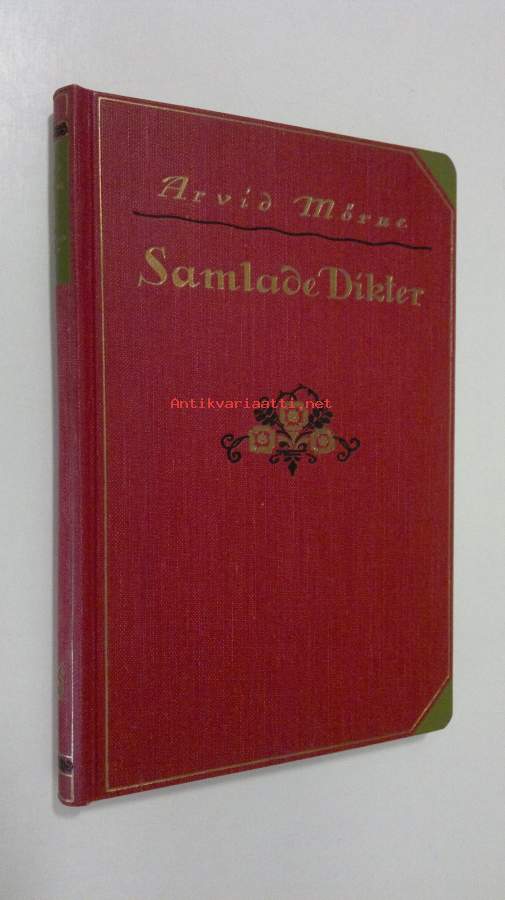 Arvid Mörne
Samlade Dikter
Antikvariaatti.net